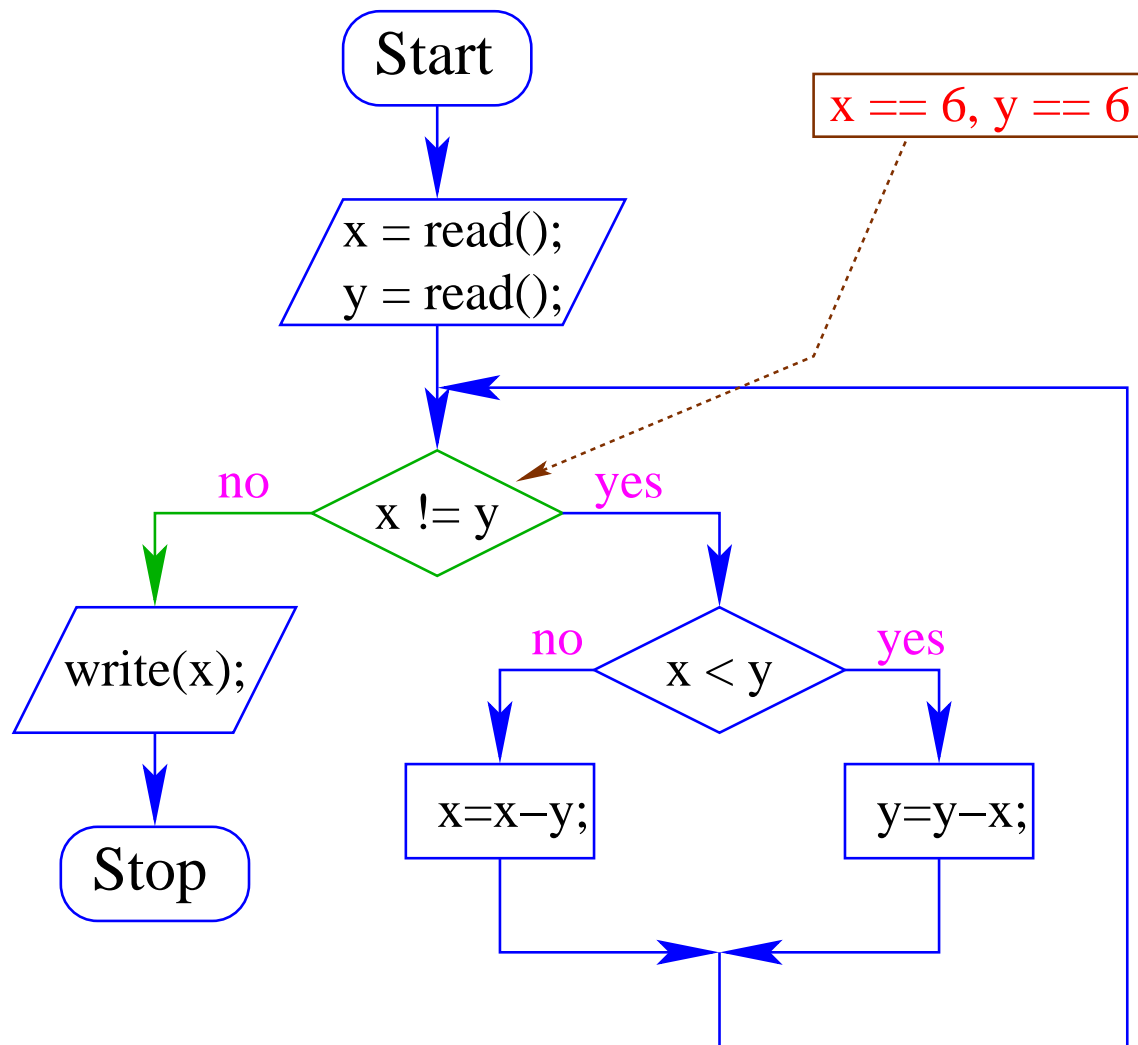 Start
x == 6, y == 6
x = read();
y = read();
no
yes
x != y
write(x);
no
yes
x < y
x=x−y;
y=y−x;
Stop